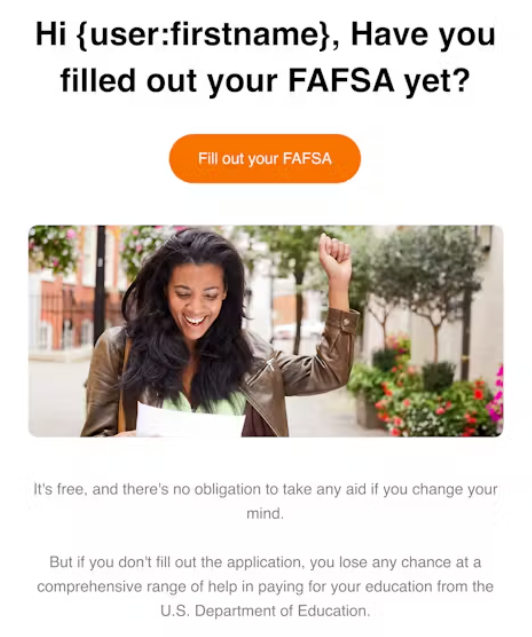 Hi {user:firstname}, Have you
filled out your FAFSA yet?
Fill out your FAFSA
It's free, and there's no obligation to take any aid if you change your
mind.
But if you don't fill out the application, you lose any chance at a
comprehensive range of help in paying for your education from the
U.S. Department of Education.